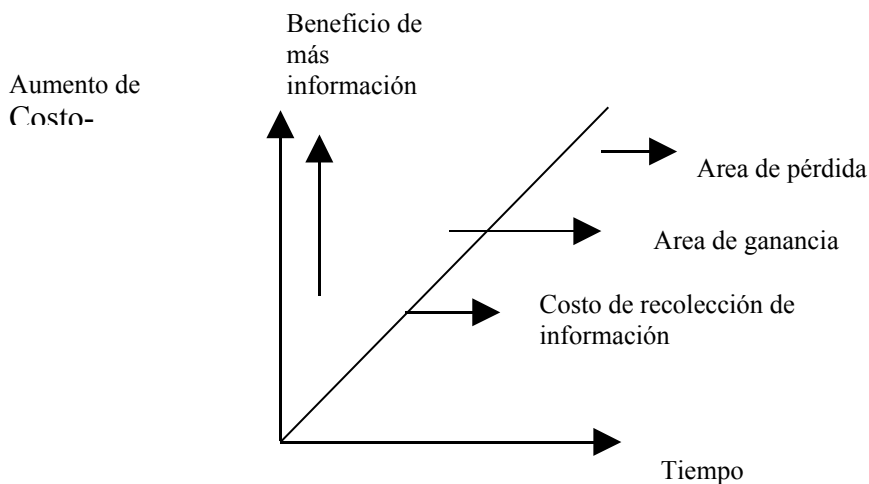 Beneficio de
más
información
Aumento de
Costo-
Area de pérdida
Area de ganancia
Costo de recolección de
información
Tiempo